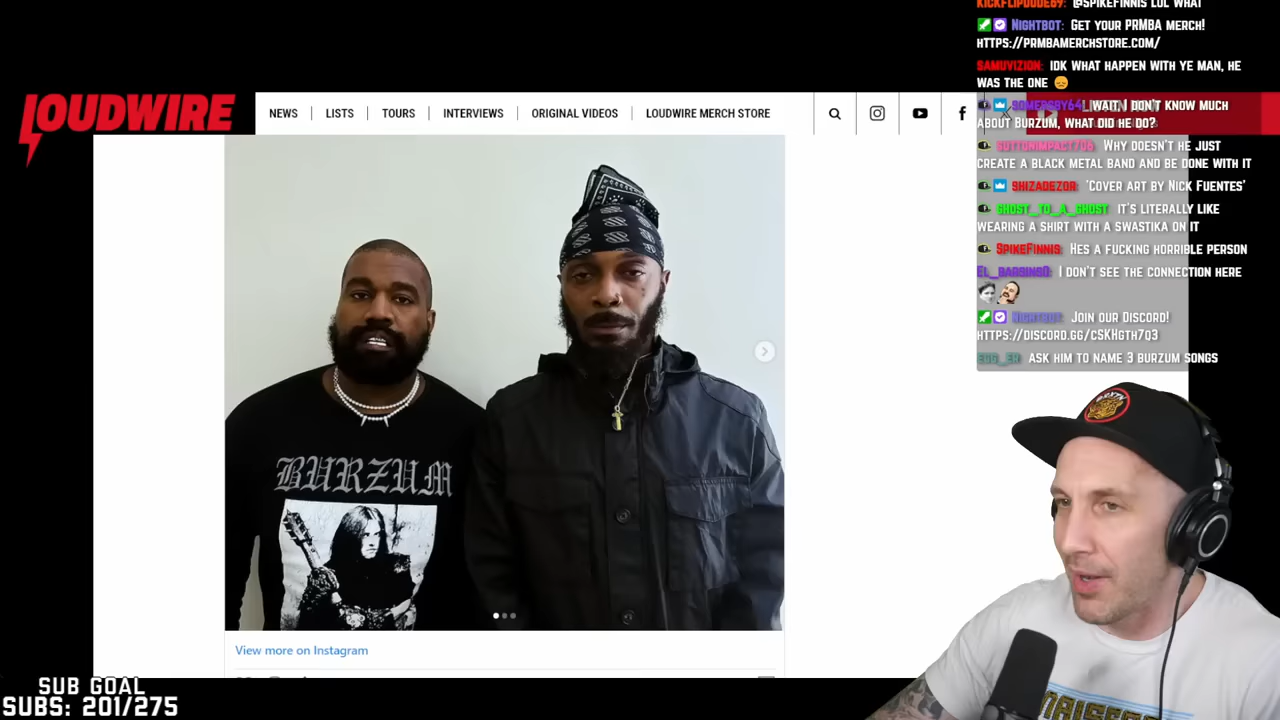 LOUDWIRE
NEWS
LISTS
TOURS
INTERVIEWS
ORIGINAL VIDEOS
LOUDWIRE MERCH STORE
BURZUM
View more on Instagram
SUB GOAL
SUBS: 201/275
KICKFLIPDUDE69: @SPIKEFINNIS LOL WHAT
NIGHTBOT: GET YOUR PRMBA MERCH!
HTTPS://PRMBAMERCHSTORE.COM/
SAMUVIZION: IDK WHAT HAPPEN WITH YE MAN, HE
WAS THE ONE 😞
SOMERSBY64: WAIT, I DON'T KNOW MUCH
ABOUT BURZUM, WHAT DID HE DO?
WHY DOESN'T HE JUST
CREATE A BLACK METAL BAND AND BE DONE WITH IT
SHIZADEZOR: 'COVER ART BY NICK FUENTES'
GHOST_TO_A_GHOST: IT'S LITERALLY LIKE
WEARING A SHIRT WITH A SWASTIKA ON IT
SPIKEFINNIS: HES A FUCKING HORRIBLE PERSON
I DON'T SEE THE CONNECTION HERE
NIGHTBOT: JOIN OUR DISCORD!
HTTPS://DISCORD.GG/CSKHGTH7Q3
ASK HIM TO NAME 3 BURZUM SONGS